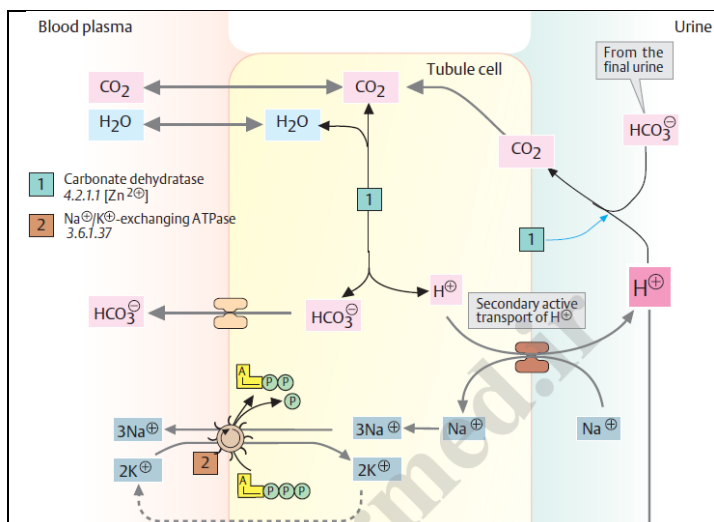 Blood plasma
Urine
From the
final urine
Tubule cell
CO2
CO2
H2O
H2O
HCO3⊖
CO2
1 Carbonate dehydratase
4.2.1.1 [Zn2⊕]
2 Na⊕/K⊕-exchanging ATPase
3.6.1.37
1
1
HCO3⊖
HCO3⊖
H⊕
Secondary active
transport of H⊕
H⊕
A P P
P
3Na⊕
3Na⊕
Na⊕
Na⊕
2K⊕
2
2K⊕
A P P P